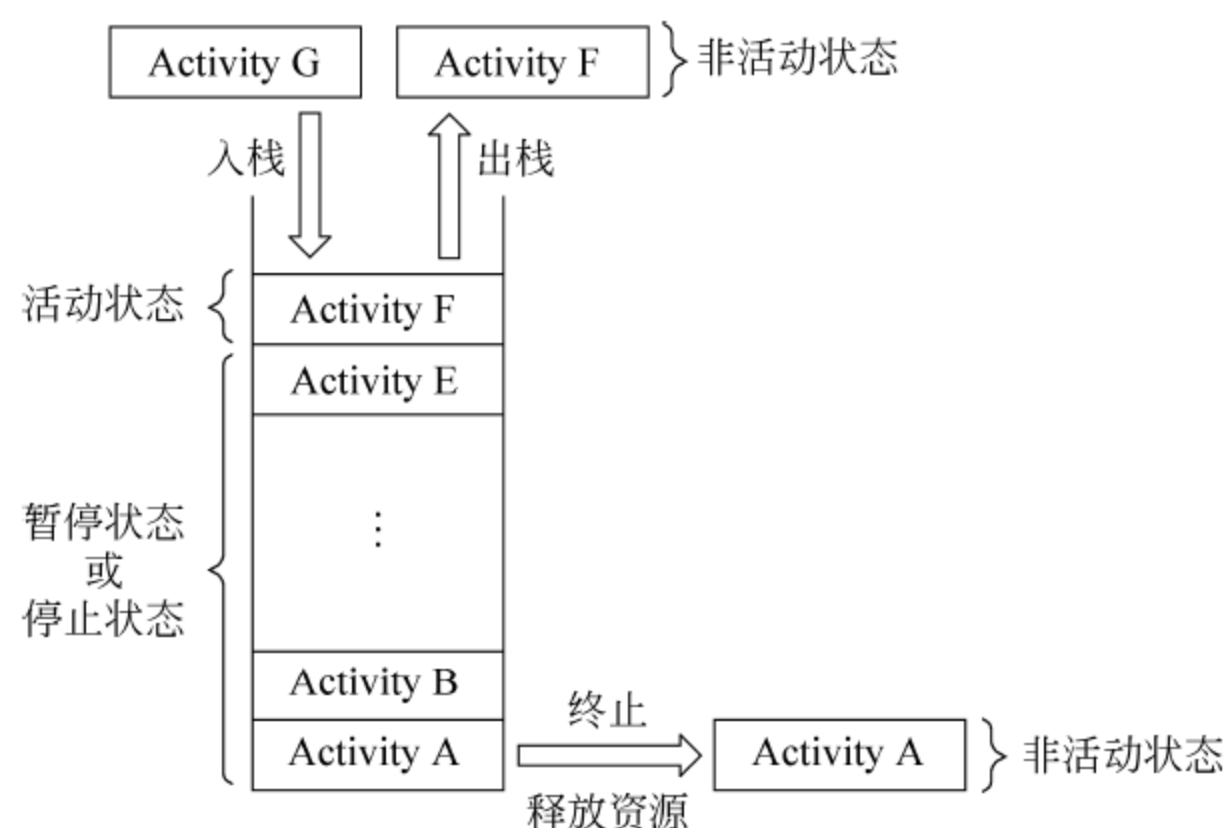 Activity G
Activity F
非活动状态
入栈
出栈
活动状态
Activity F
Activity E
⋮
暂停状态
或
停止状态
Activity B
Activity A
终止
释放资源
Activity A
非活动状态